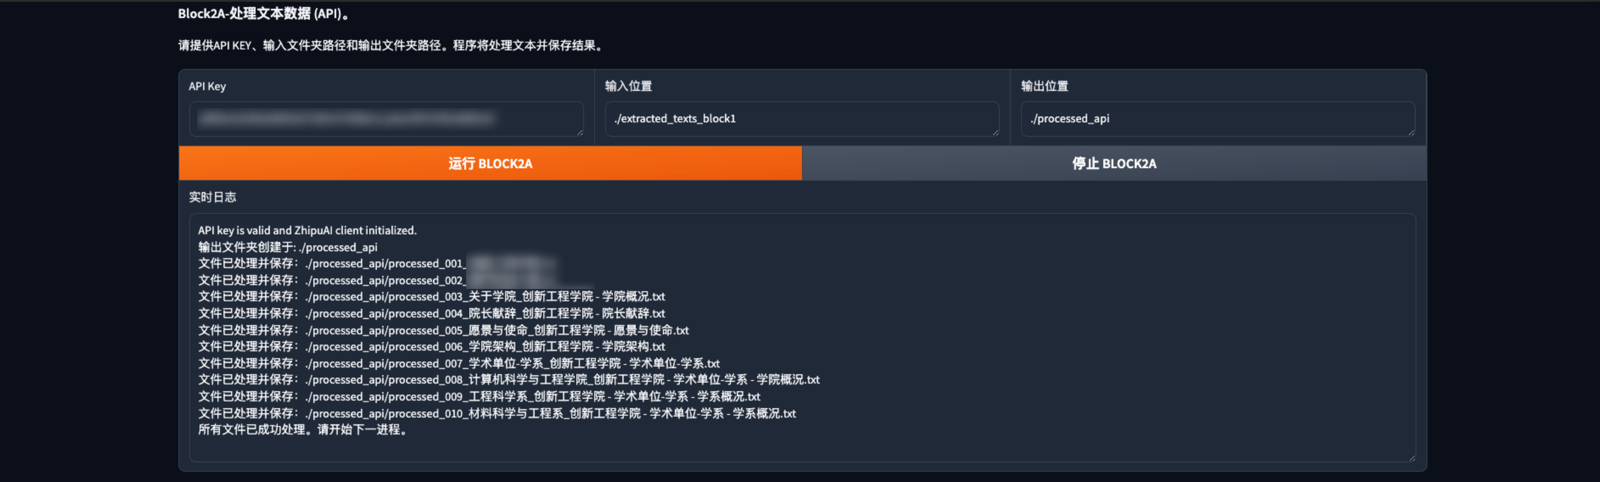 Block2A-处理文本数据 (API)。
请提供API KEY、输入文件夹路径和输出文件夹路径。程序将处理文本并保存结果。
API Key
输入位置
输出位置
./extracted_texts_block1
./processed_api
运行 BLOCK2A
停止 BLOCK2A
实时日志
API key is valid and ZhipuAI client initialized.
输出文件夹创建于: ./processed_api
文件已处理并保存：./processed_api/processed_001_
文件已处理并保存：./processed_api/processed_002_
文件已处理并保存：./processed_api/processed_003_关于学院_创新工程学院 - 学院概况.txt
文件已处理并保存：./processed_api/processed_004_院长献辞_创新工程学院 - 院长献辞.txt
文件已处理并保存：./processed_api/processed_005_愿景与使命_创新工程学院 - 愿景与使命.txt
文件已处理并保存：./processed_api/processed_006_学院架构_创新工程学院 - 学院架构.txt
文件已处理并保存：./processed_api/processed_007_学术单位-学系_创新工程学院 - 学术单位-学系.txt
文件已处理并保存：./processed_api/processed_008_计算机科学与工程学院_创新工程学院 - 学术单位-学系 - 学院概况.txt
文件已处理并保存：./processed_api/processed_009_工程科学系_创新工程学院 - 学术单位-学系 - 学系概况.txt
文件已处理并保存：./processed_api/processed_010_材料科学与工程系_创新工程学院 - 学术单位-学系 - 学系概况.txt
所有文件已成功处理。请开始下一进程。